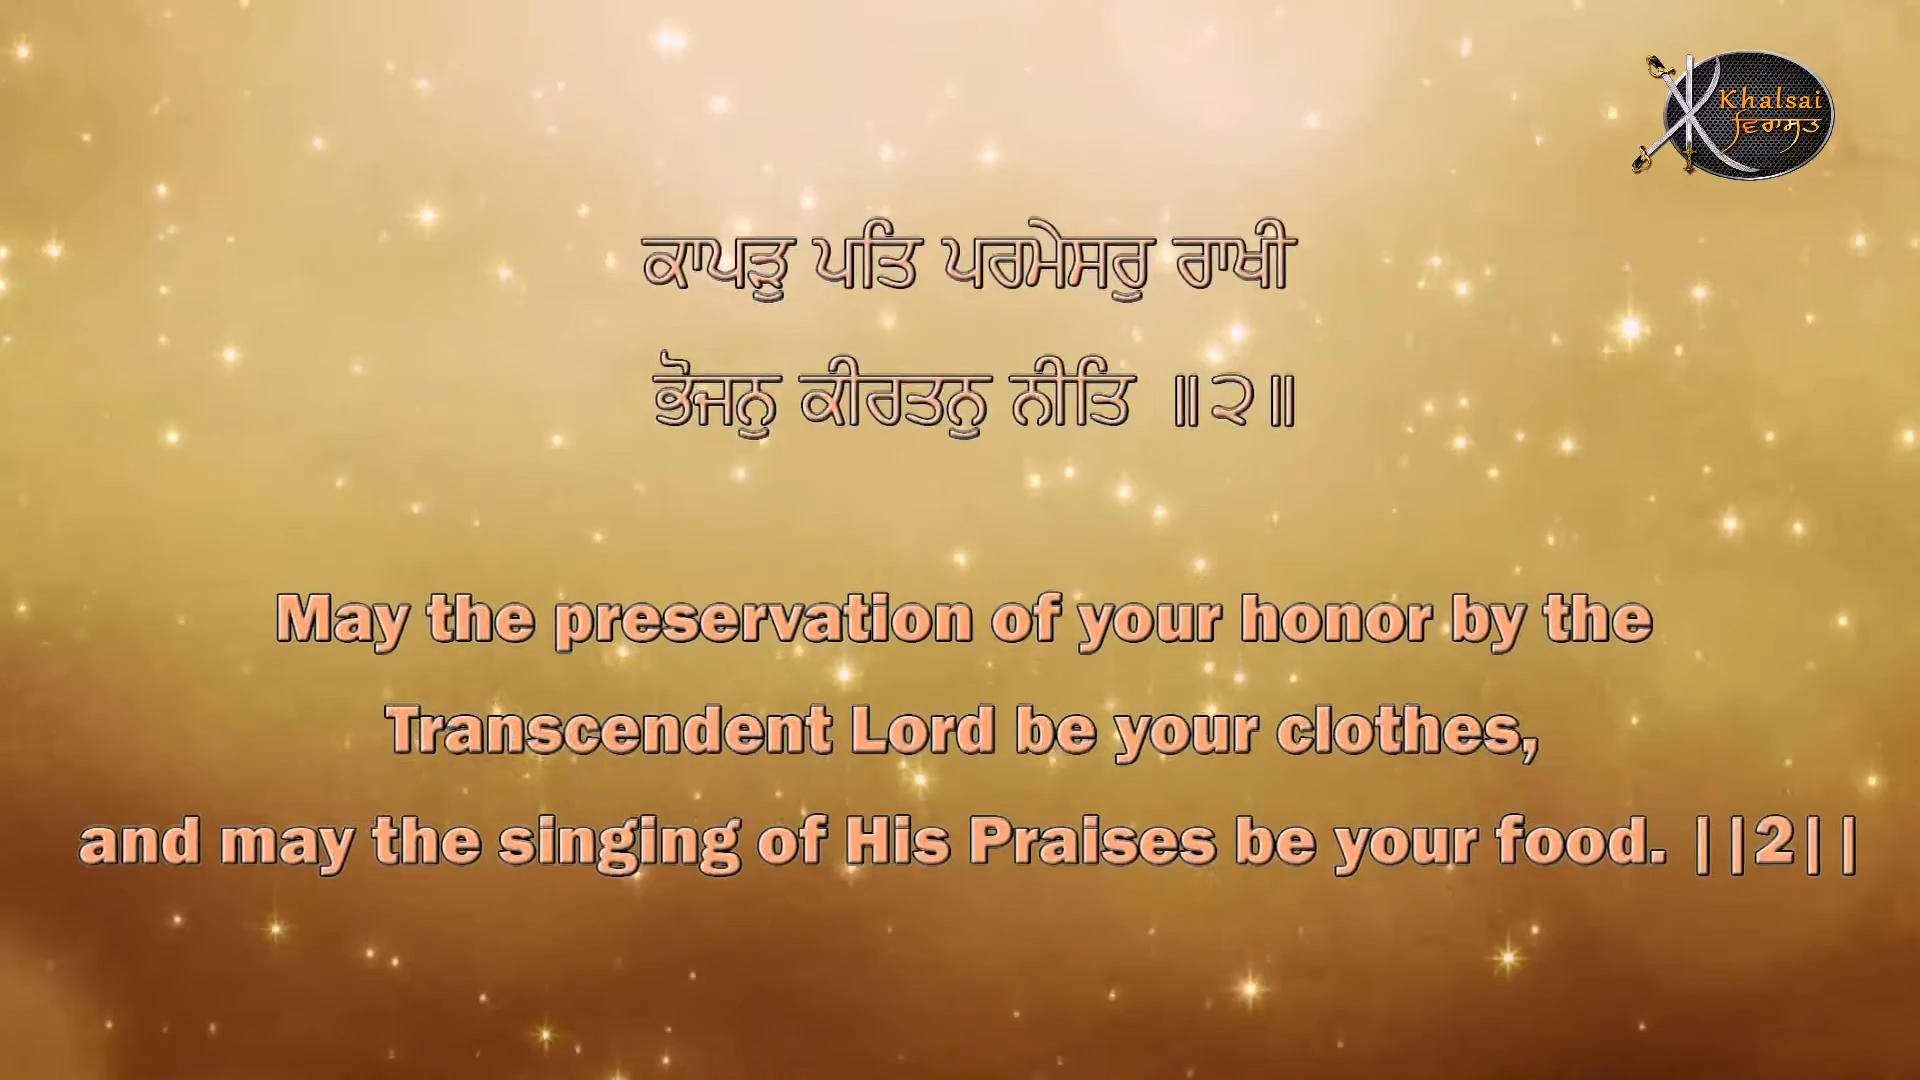 Khalsai
ਵਿਰਾਸਤ
ਕਾਪੜੁ ਪਤਿ ਪਰਮੇਸਰੁ ਰਾਖੀ
ਭੋਜਨੁ ਕੀਰਤਨੁ ਨੀਤਿ ॥੨॥
May the preservation of your honor by the
Transcendent Lord be your clothes,
and may the singing of His Praises be your food. ||2||